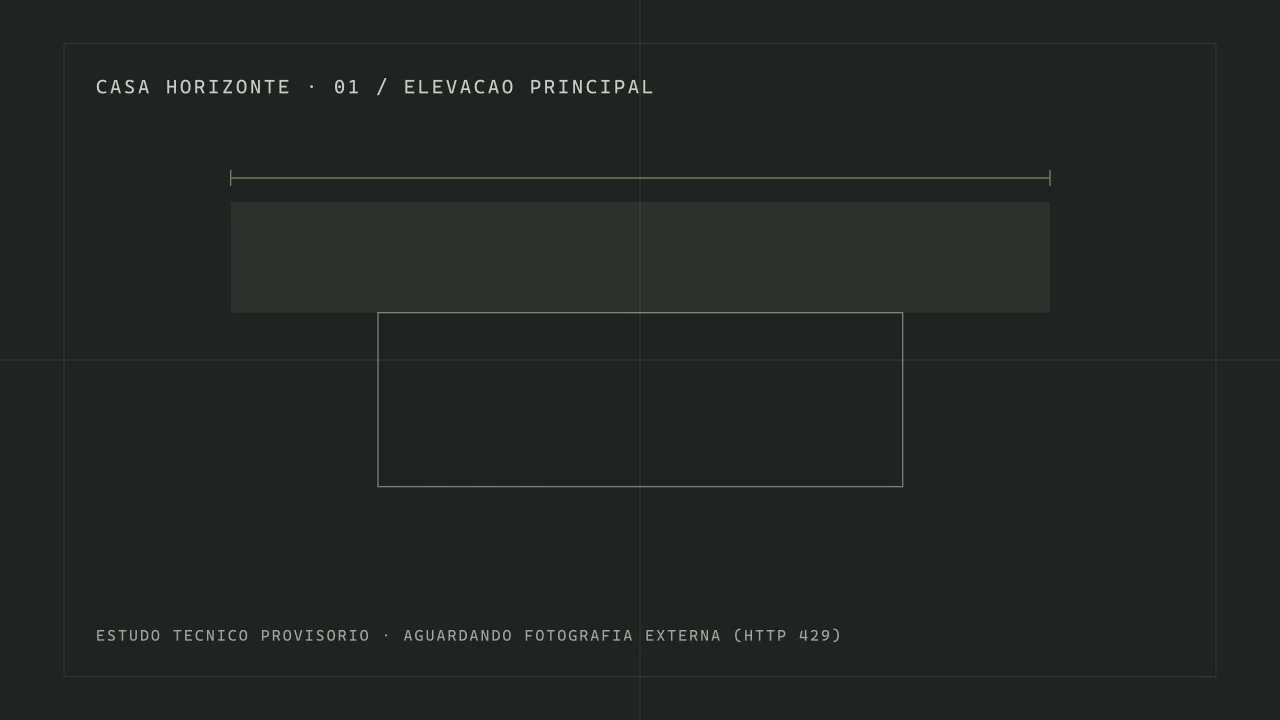 CASA HORIZONTE · 01 / ELEVACAO PRINCIPAL
ESTUDO TECNICO PROVISORIO · AGUARDANDO FOTOGRAFIA EXTERNA (HTTP 429)